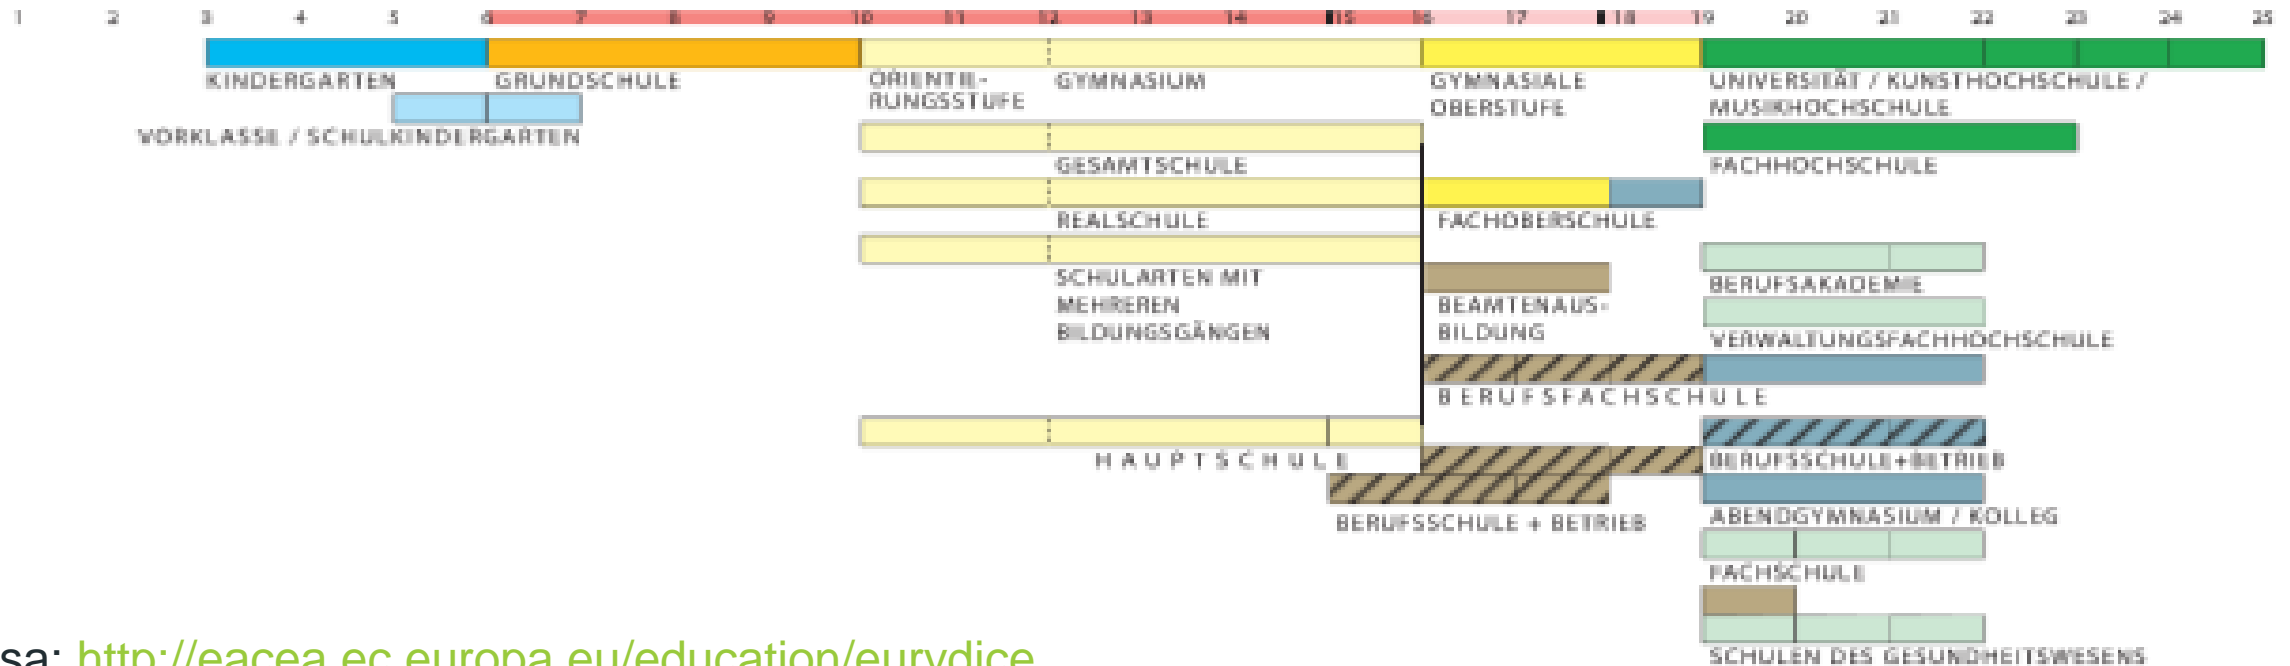 1 2 3 4 5 6 7 8 9 10 11 12 13 14 15 16 17 18 19 20 21 22 23 24 25
KINDERGARTEN
GRUNDSCHULE
ORIENTIE-
RUNGSSTUFE
GYMNASIUM
GYMNASIALE
OBERSTUFE
UNIVERSITÄT / KUNSTHOCHSCHULE /
MUSIKHOCHSCHULE
VORKLASSE / SCHULKINDERGARTEN
GESAMTSCHULE
FACHHOCHSCHULE
REALSCHULE
FACHOBERSCHULE
SCHULARTEN MIT
MEHREREN
BILDUNGSGÄNGEN
BEAMTENAUS-
BILDUNG
BERUFSAKADEMIE
VERWALTUNGSFACHHOCHSCHULE
BERUFSFACHSCHULE
HAUPTSCHULE
BERUFSSCHULE+BETRIEB
BERUFSSCHULE + BETRIEB
ABENDGYMNASIUM / KOLLEG
FACHSCHULE
SCHULEN DES GESUNDHEITSWESENS
sa: http://eacea.ec.europa.eu/education/eurydice